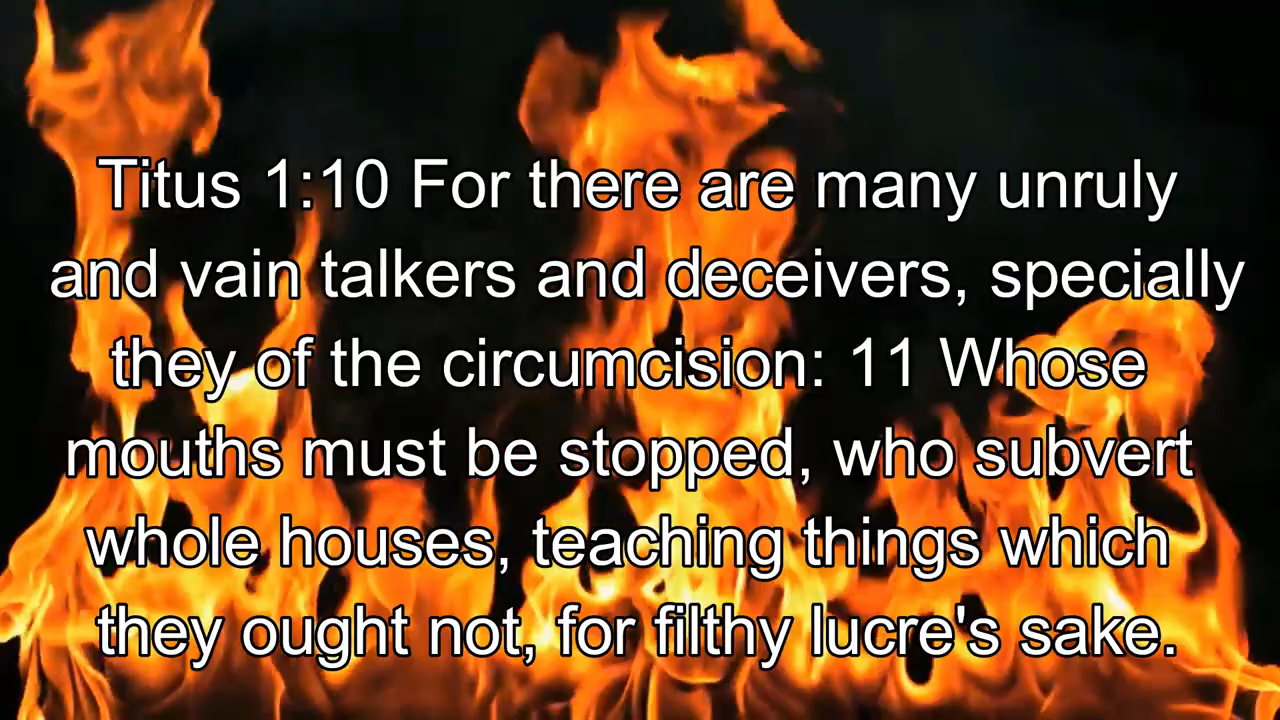 Titus 1:10 For there are many unruly
and vain talkers and deceivers, specially
they of the circumcision: 11 Whose
mouths must be stopped, who subvert
whole houses, teaching things which
they ought not, for filthy lucre's sake.